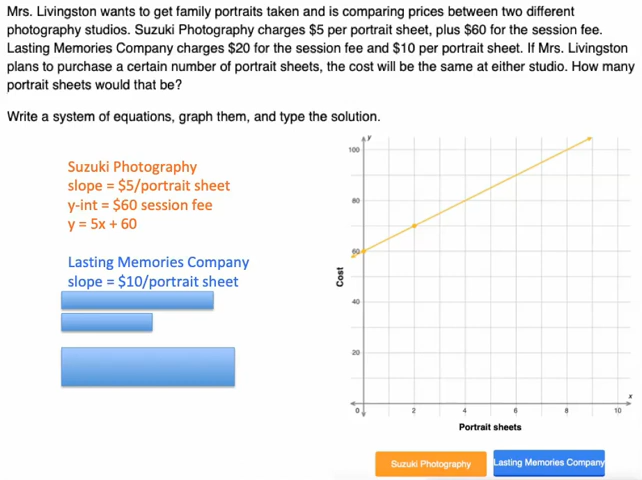 Mrs. Livingston wants to get family portraits taken and is comparing prices between two different
photography studios. Suzuki Photography charges $5 per portrait sheet, plus $60 for the session fee.
Lasting Memories Company charges $20 for the session fee and $10 per portrait sheet. If Mrs. Livingston
plans to purchase a certain number of portrait sheets, the cost will be the same at either studio. How many
portrait sheets would that be?
Write a system of equations, graph them, and type the solution.
Suzuki Photography
slope = $5/portrait sheet
y-int = $60 session fee
y = 5x + 60
Lasting Memories Company
slope = $10/portrait sheet
y
100
80
60
40
20
0
2
4
6
8
10
x
Cost
Portrait sheets
Suzuki Photography
Lasting Memories Company